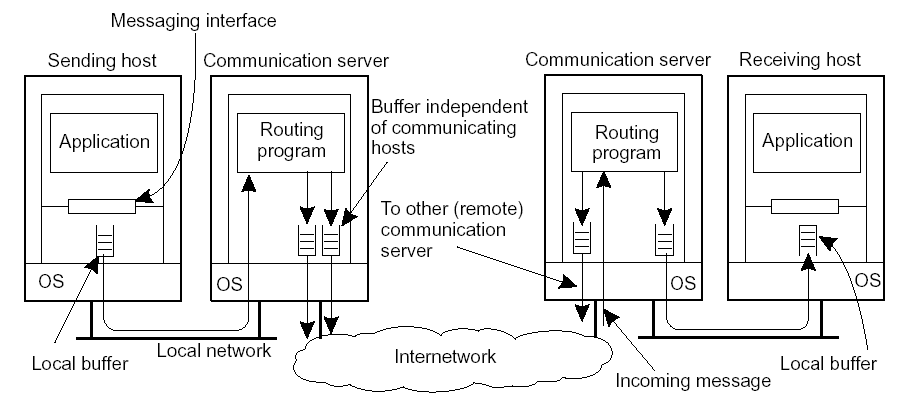 Messaging interface
Sending host
Communication server
Communication server
Receiving host
Application
Routing
program
Buffer independent
of communicating
hosts
Routing
program
Application
To other (remote)
communication
server
OS
OS
OS
OS
Local buffer
Local network
Internetwork
Incoming message
Local buffer